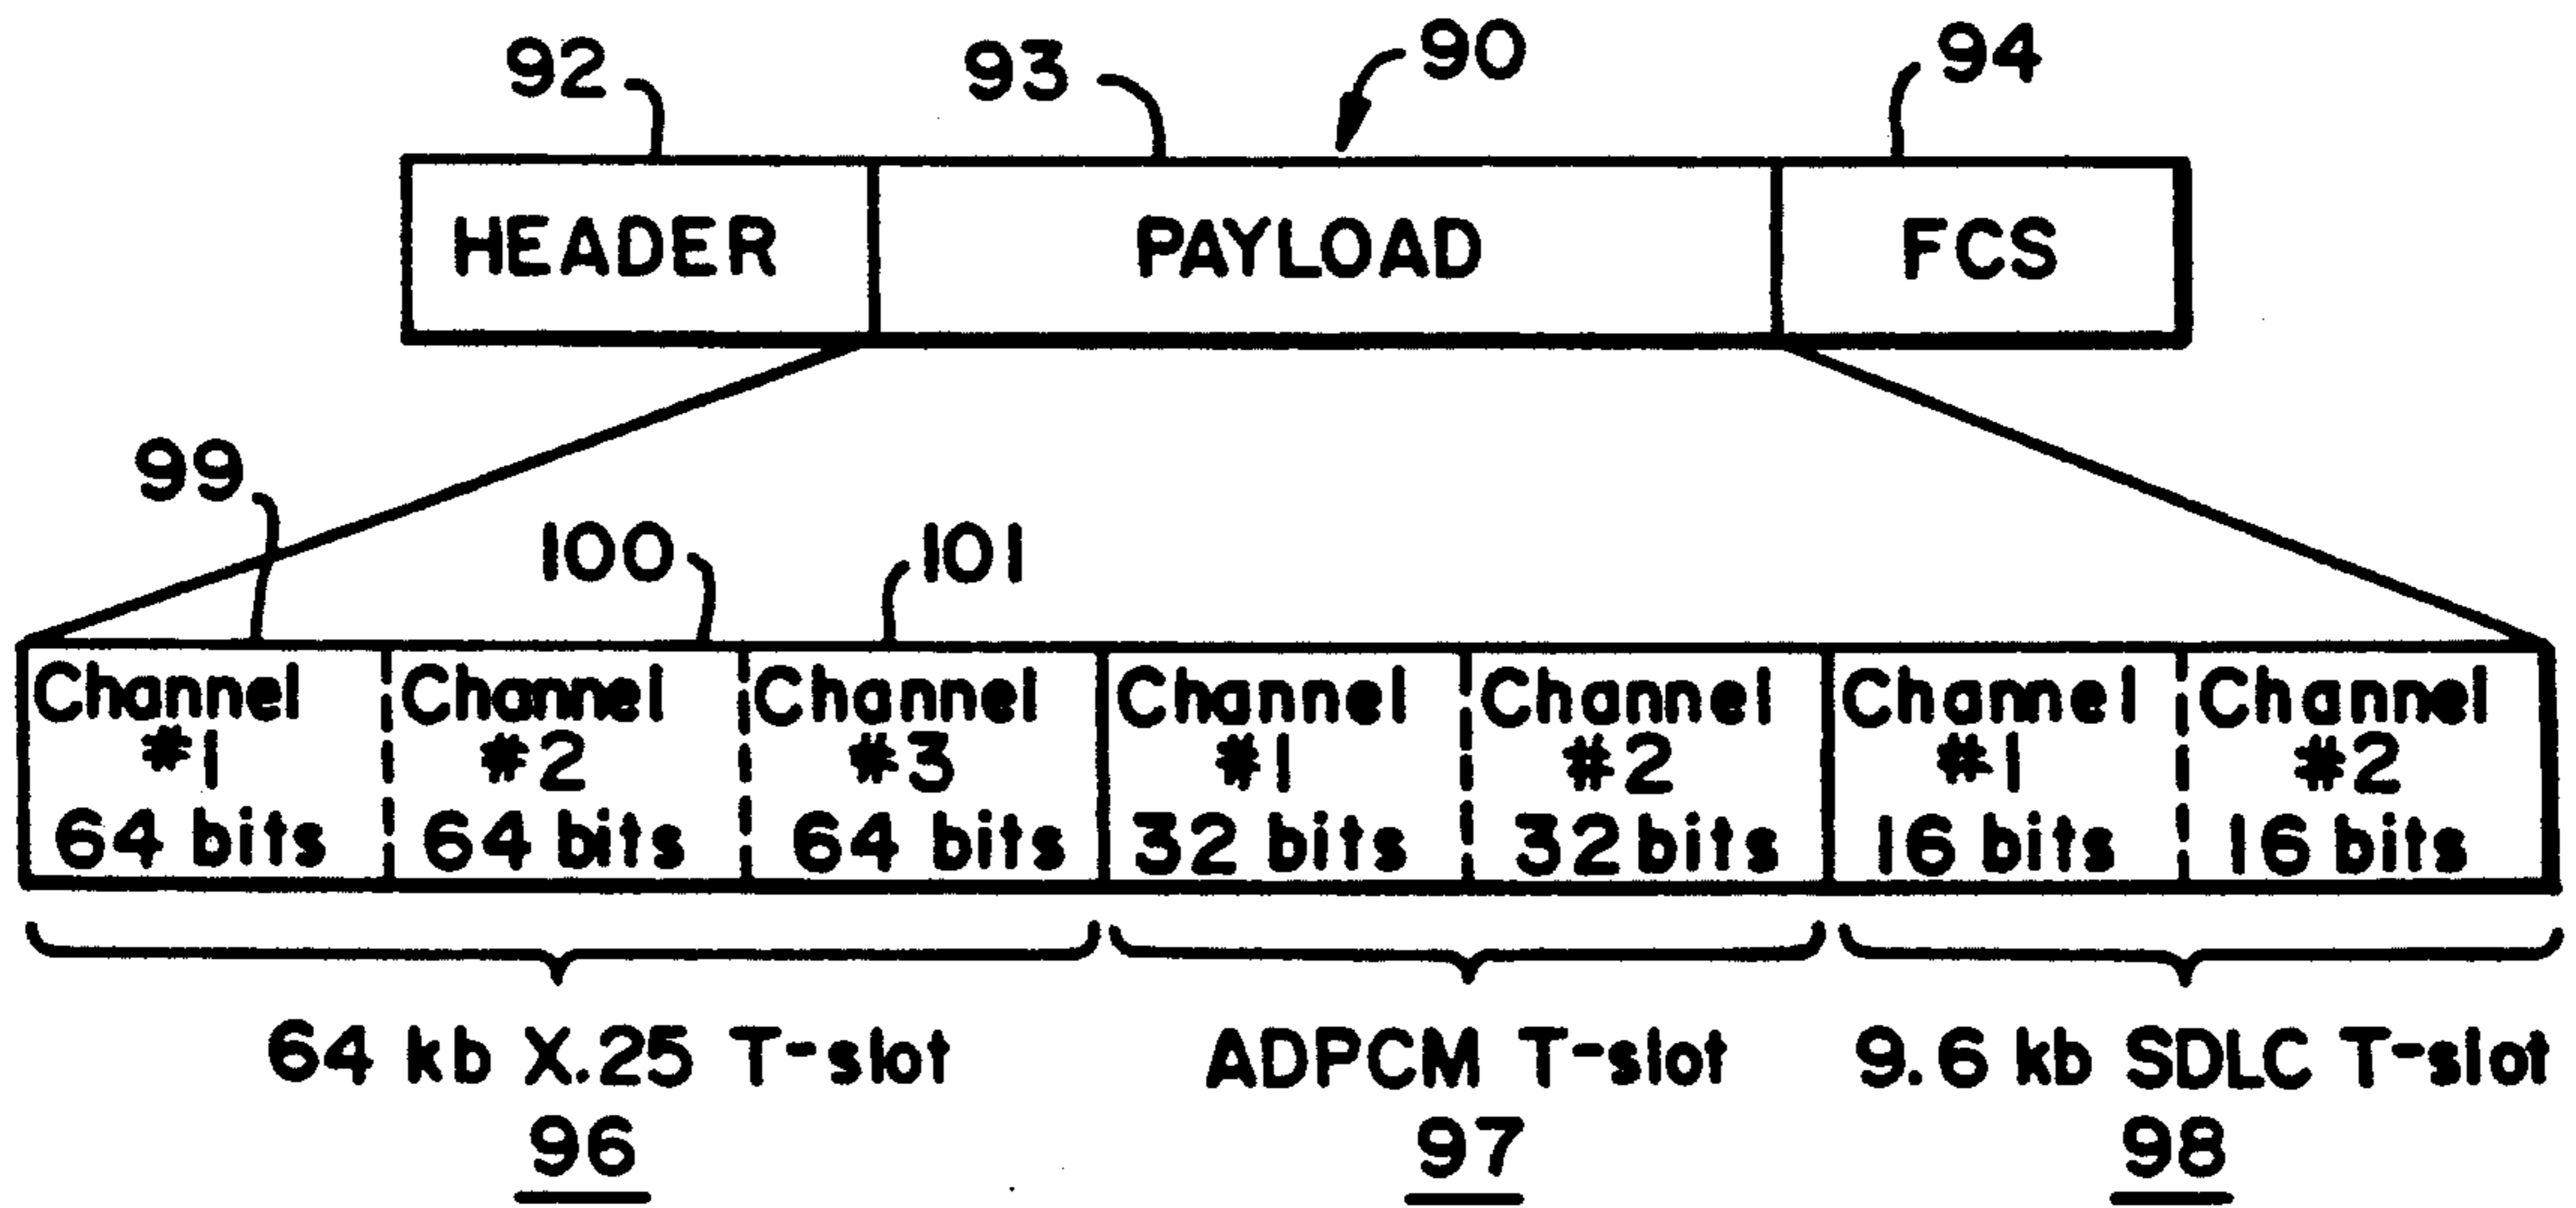 92
93
90
94
HEADER
PAYLOAD
FCS
99
100
101
Channel #1 64 bits
Channel #2 64 bits
Channel #3 64 bits
Channel #1 32 bits
Channel #2 32 bits
Channel #1 16 bits
Channel #2 16 bits
64 kb X.25 T-slot
96
ADPCM T-slot
97
9.6 kb SDLC T-slot
98